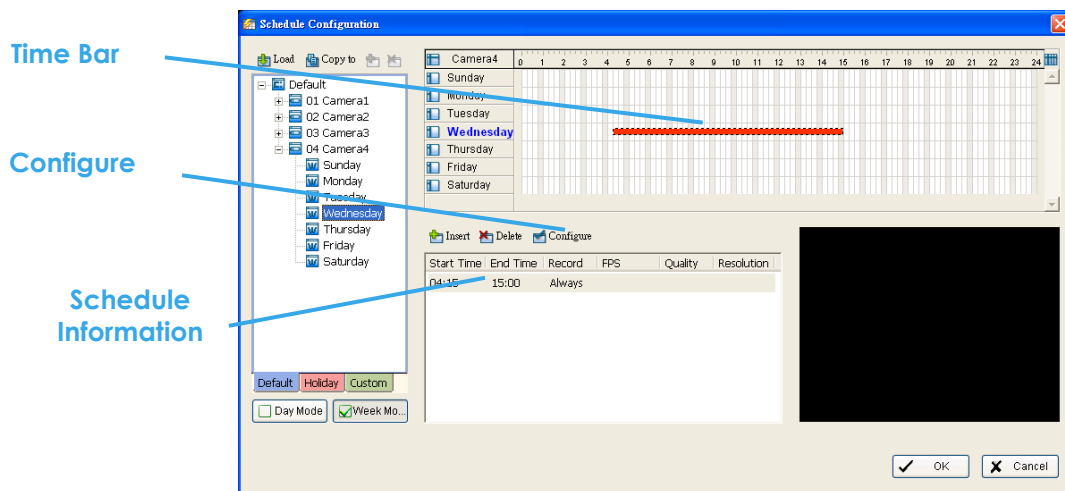 Schedule Configuration
Time Bar
Configure
Schedule
Information
Load Copy to
Default
01 Camera1
02 Camera2
03 Camera3
04 Camera4
Sunday
Monday
Tuesday
Wednesday
Thursday
Friday
Saturday
Default Holiday Custom
Day Mode Week Mo...
Camera4 0 1 2 3 4 5 6 7 8 9 10 11 12 13 14 15 16 17 18 19 20 21 22 23 24
Sunday
Monday
Tuesday
Wednesday
Thursday
Friday
Saturday
Insert Delete Configure
Start Time End Time Record FPS Quality Resolution
04:15 15:00 Always
OK Cancel